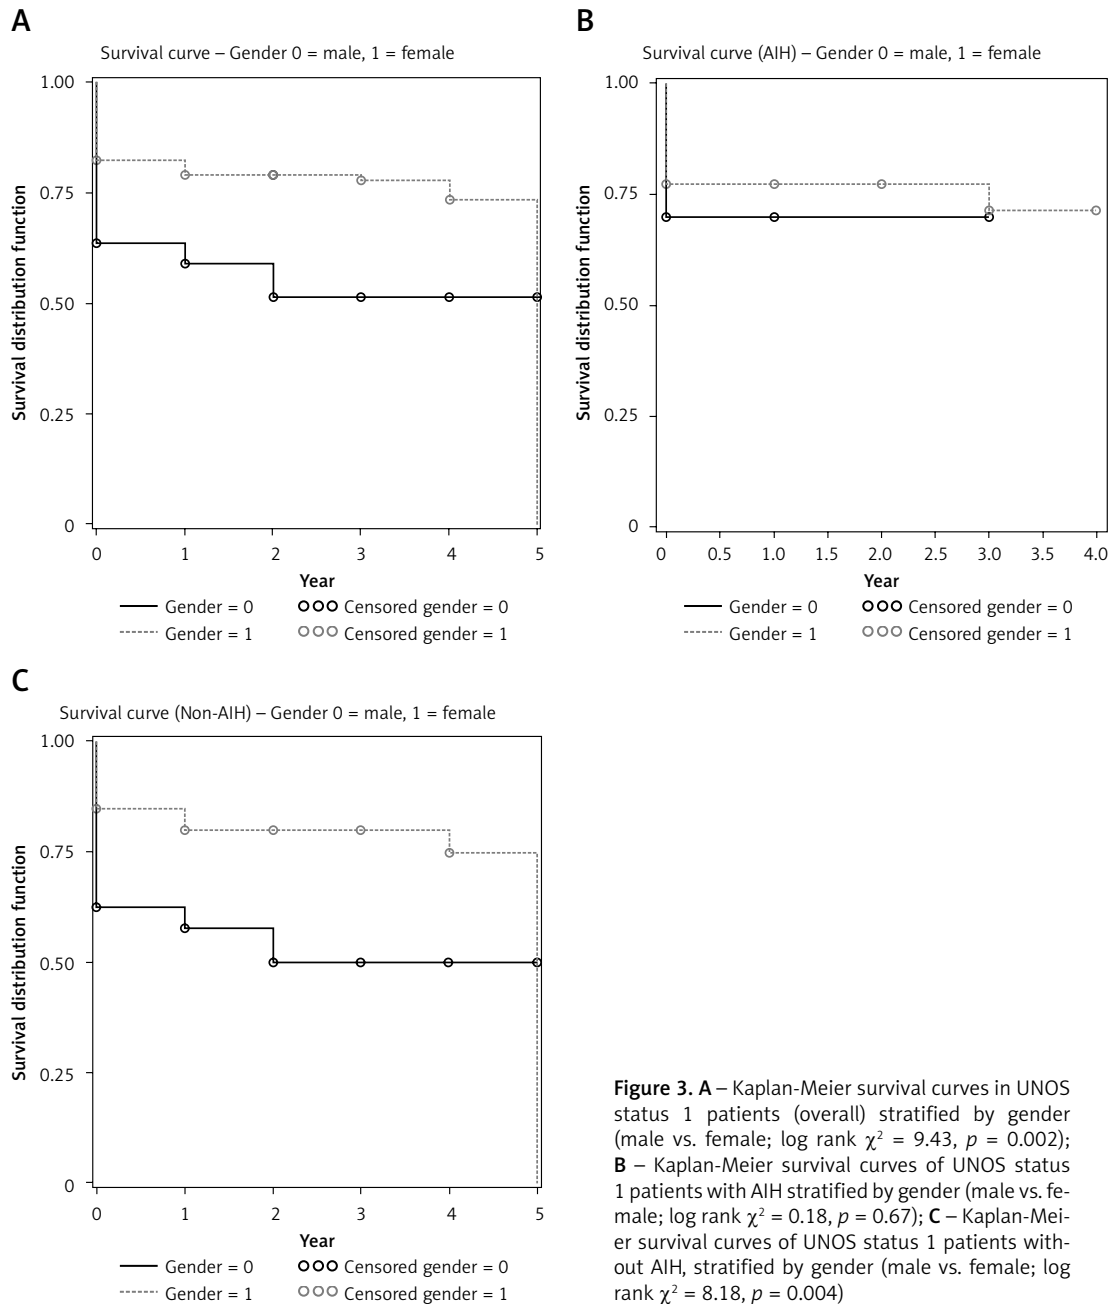 A
Survival curve – Gender 0 = male, 1 = female
Survival distribution function
1.00
0.75
0.50
0.25
0
0 1 2 3 4 5
Year
Gender = 0 Censored gender = 0
Gender = 1 Censored gender = 1
B
Survival curve (AIH) – Gender 0 = male, 1 = female
Survival distribution function
1.00
0.75
0.50
0.25
0
0 0.5 1.0 1.5 2.0 2.5 3.0 3.5 4.0
Year
Gender = 0 Censored gender = 0
Gender = 1 Censored gender = 1
C
Survival curve (Non-AIH) – Gender 0 = male, 1 = female
Survival distribution function
1.00
0.75
0.50
0.25
0
0 1 2 3 4 5
Year
Gender = 0 Censored gender = 0
Gender = 1 Censored gender = 1
Figure 3. A – Kaplan-Meier survival curves in UNOS
status 1 patients (overall) stratified by gender
(male vs. female; log rank χ² = 9.43, p = 0.002);
B – Kaplan-Meier survival curves of UNOS status
1 patients with AIH stratified by gender (male vs. fe-
male; log rank χ² = 0.18, p = 0.67); C – Kaplan-Mei-
er survival curves of UNOS status 1 patients with-
out AIH, stratified by gender (male vs. female; log
rank χ² = 8.18, p = 0.004)